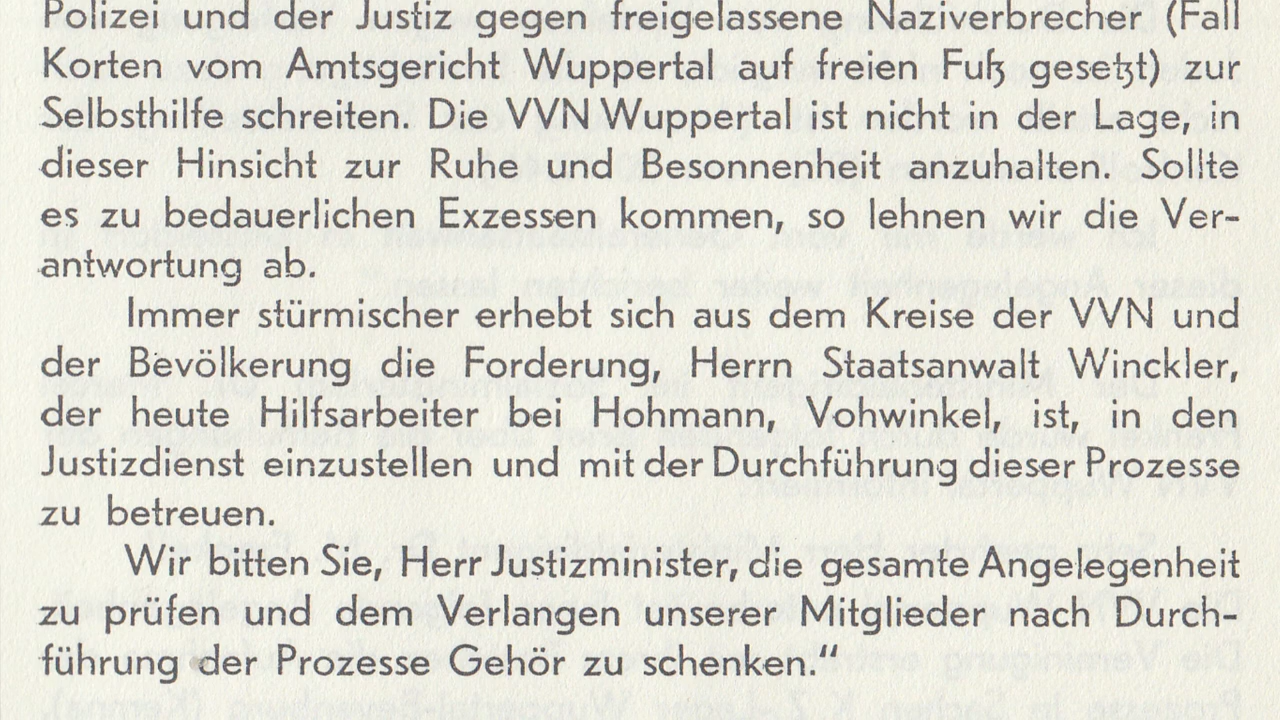 Polizei und der Justiz gegen freigelassene Naziverbrecher (Fall
Korten vom Amtsgericht Wuppertal auf freien Fuß gesetzt) zur
Selbsthilfe schreiten. Die VVN Wuppertal ist nicht in der Lage, in
dieser Hinsicht zur Ruhe und Besonnenheit anzuhalten. Sollte
es zu bedauerlichen Exzessen kommen, so lehnen wir die Ver-
antwortung ab.
Immer stürmischer erhebt sich aus dem Kreise der VVN und
der Bevölkerung die Forderung, Herrn Staatsanwalt Winckler,
der heute Hilfsarbeiter bei Hohmann, Vohwinkel, ist, in den
Justizdienst einzustellen und mit der Durchführung dieser Prozesse
zu betreuen.
Wir bitten Sie, Herr Justizminister, die gesamte Angelegenheit
zu prüfen und dem Verlangen unserer Mitglieder nach Durch-
führung der Prozesse Gehör zu schenken.“